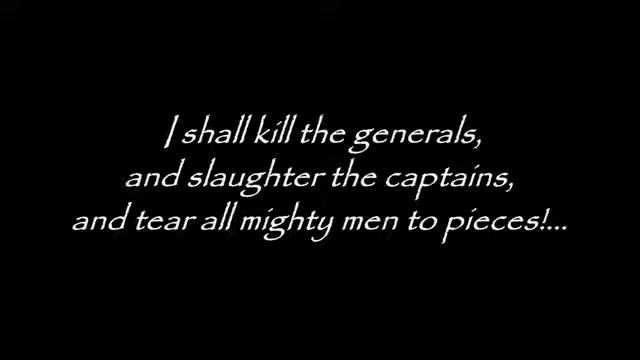 I shall kill the generals,
and slaughter the captains,
and tear all mighty men to pieces!...